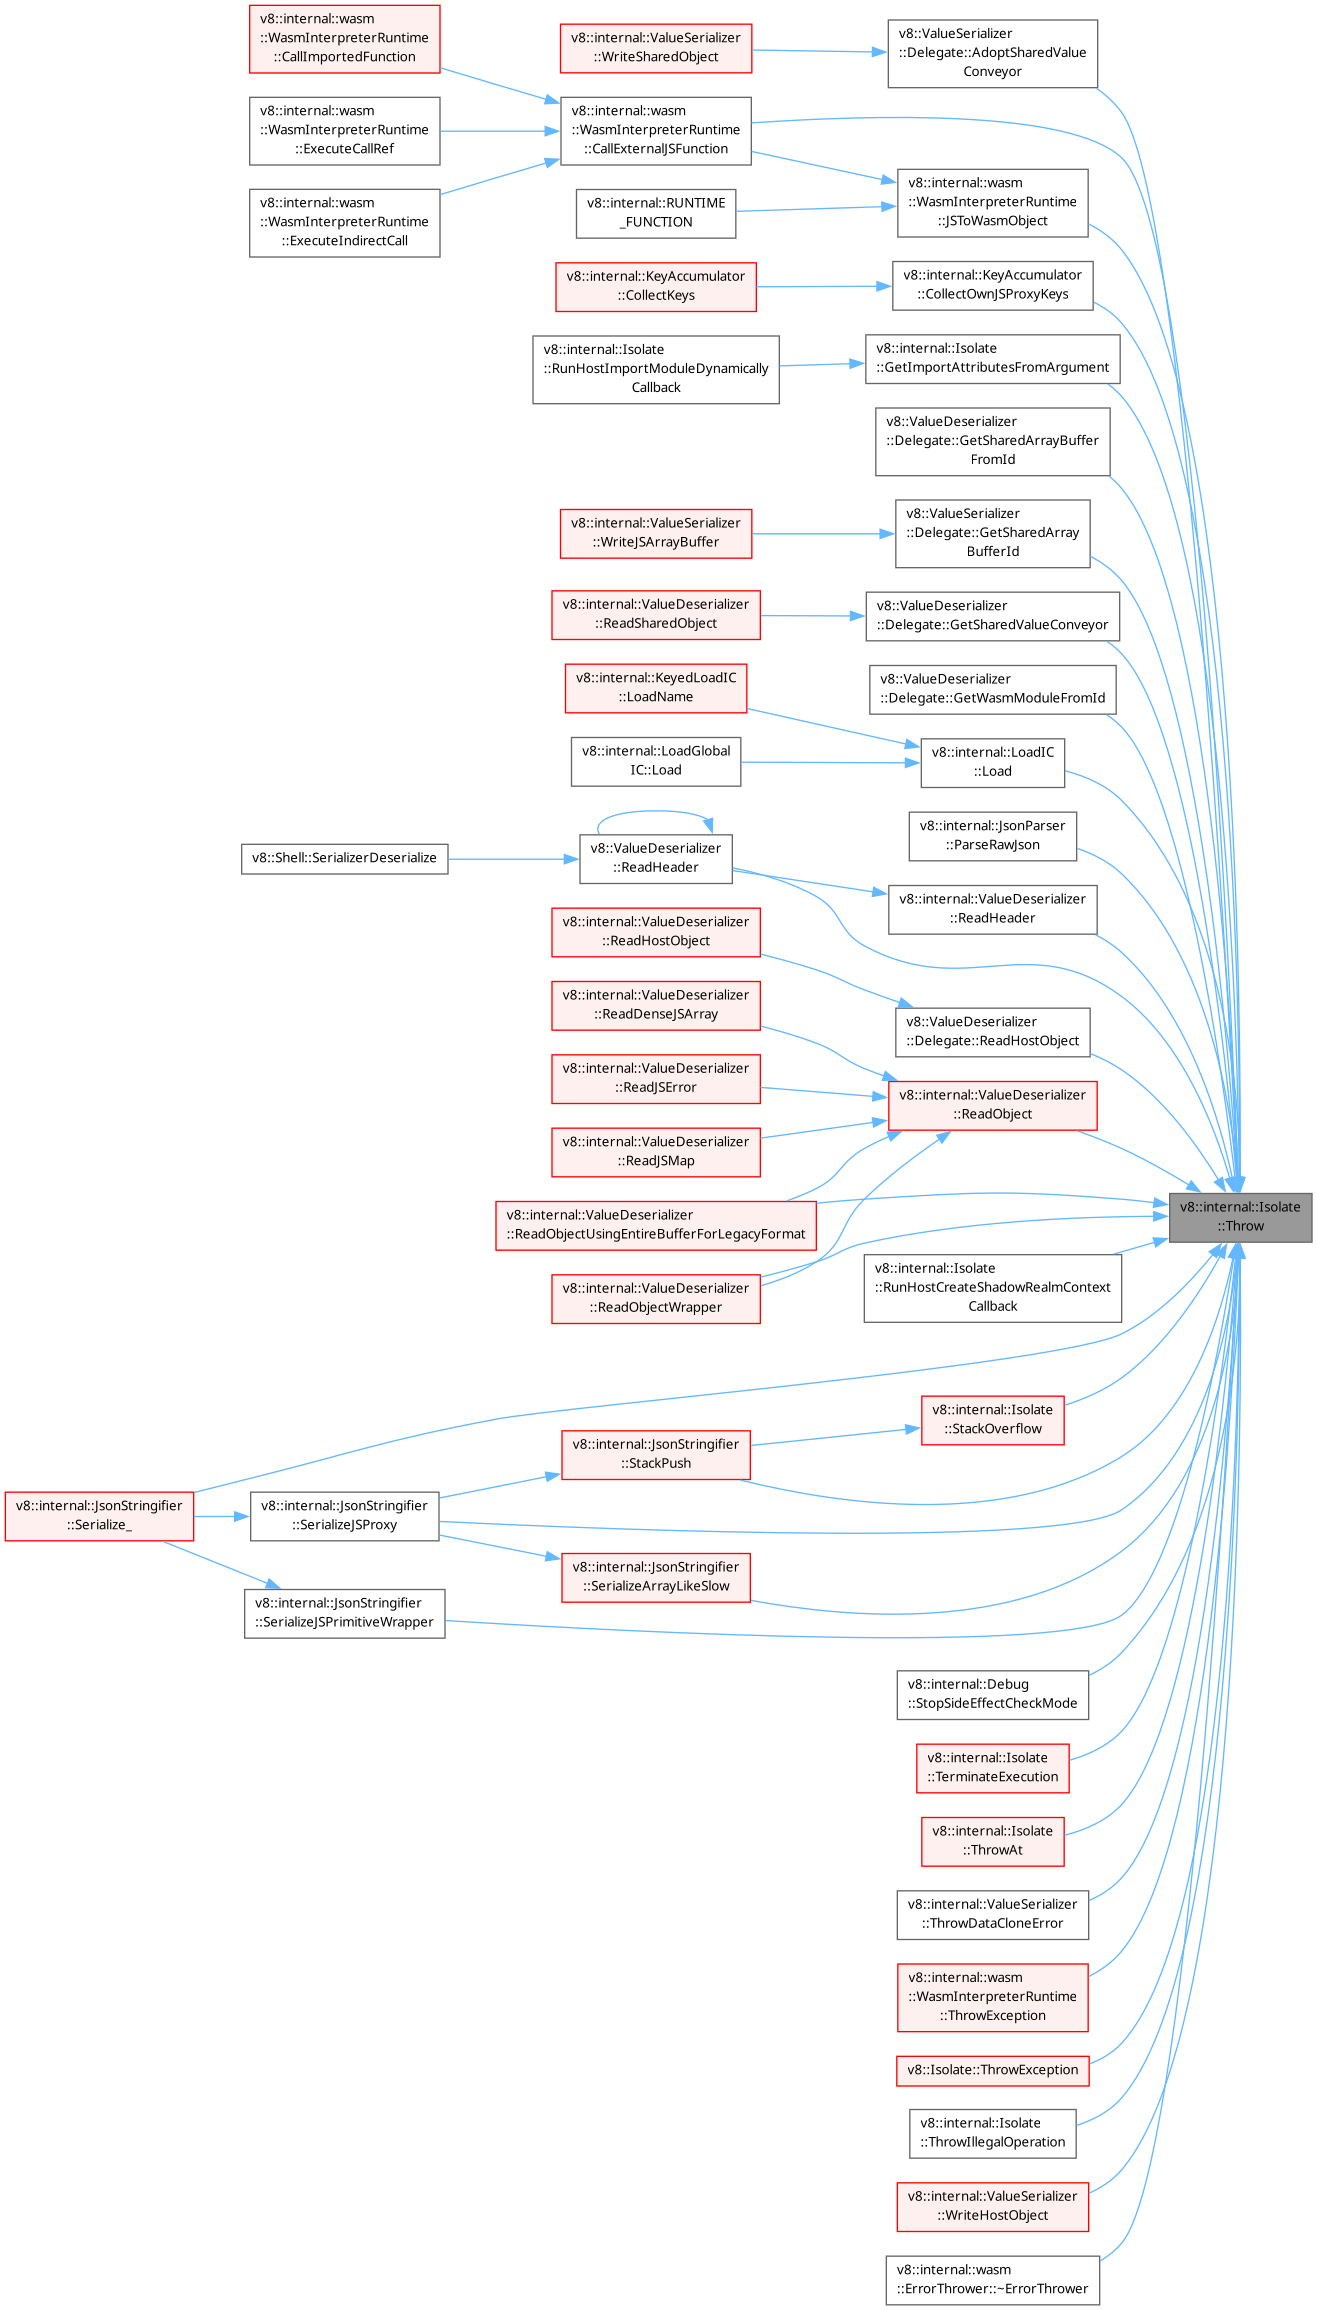 v8::internal::wasm
::WasmInterpreterRuntime
::CallImportedFunction
v8::internal::ValueSerializer
::WriteSharedObject
v8::ValueSerializer
::Delegate::AdoptSharedValue
Conveyor
v8::internal::wasm
::WasmInterpreterRuntime
::ExecuteCallRef
v8::internal::wasm
::WasmInterpreterRuntime
::CallExternalJSFunction
v8::internal::wasm
::WasmInterpreterRuntime
::ExecuteIndirectCall
v8::internal::RUNTIME
_FUNCTION
v8::internal::wasm
::WasmInterpreterRuntime
::JSToWasmObject
v8::internal::KeyAccumulator
::CollectKeys
v8::internal::KeyAccumulator
::CollectOwnJSProxyKeys
v8::internal::Isolate
::RunHostImportModuleDynamically
Callback
v8::internal::Isolate
::GetImportAttributesFromArgument
v8::ValueDeserializer
::Delegate::GetSharedArrayBuffer
FromId
v8::internal::ValueSerializer
::WriteJSArrayBuffer
v8::ValueSerializer
::Delegate::GetSharedArray
BufferId
v8::internal::ValueDeserializer
::ReadSharedObject
v8::ValueDeserializer
::Delegate::GetSharedValueConveyor
v8::internal::KeyedLoadIC
::LoadName
v8::ValueDeserializer
::Delegate::GetWasmModuleFromId
v8::internal::LoadGlobal
IC::Load
v8::internal::LoadIC
::Load
v8::internal::JsonParser
::ParseRawJson
v8::Shell::SerializerDeserialize
v8::ValueDeserializer
::ReadHeader
v8::internal::ValueDeserializer
::ReadHeader
v8::internal::ValueDeserializer
::ReadHostObject
v8::internal::ValueDeserializer
::ReadDenseJSArray
v8::ValueDeserializer
::Delegate::ReadHostObject
v8::internal::ValueDeserializer
::ReadJSError
v8::internal::ValueDeserializer
::ReadObject
v8::internal::ValueDeserializer
::ReadJSMap
v8::internal::ValueDeserializer
::ReadObjectUsingEntireBufferForLegacyFormat
v8::internal::Isolate
::Throw
v8::internal::ValueDeserializer
::ReadObjectWrapper
v8::internal::Isolate
::RunHostCreateShadowRealmContext
Callback
v8::internal::Isolate
::StackOverflow
v8::internal::JsonStringifier
::StackPush
v8::internal::JsonStringifier
::Serialize_
v8::internal::JsonStringifier
::SerializeJSProxy
v8::internal::JsonStringifier
::SerializeArrayLikeSlow
v8::internal::JsonStringifier
::SerializeJSPrimitiveWrapper
v8::internal::Debug
::StopSideEffectCheckMode
v8::internal::Isolate
::TerminateExecution
v8::internal::Isolate
::ThrowAt
v8::internal::ValueSerializer
::ThrowDataCloneError
v8::internal::wasm
::WasmInterpreterRuntime
::ThrowException
v8::Isolate::ThrowException
v8::internal::Isolate
::ThrowIllegalOperation
v8::internal::ValueSerializer
::WriteHostObject
v8::internal::wasm
::ErrorThrower::~ErrorThrower